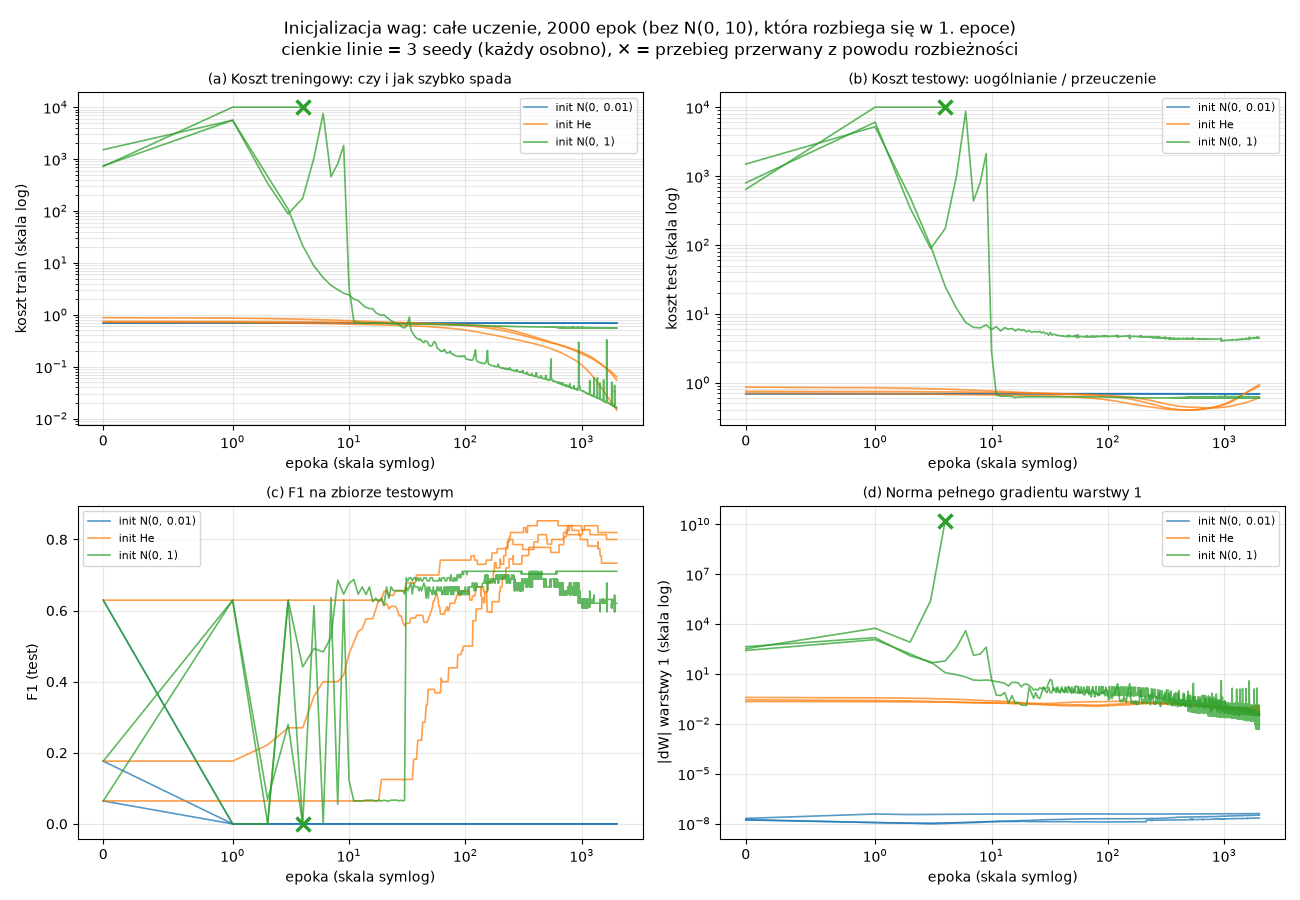 Inicjalizacja wag: całe uczenie, 2000 epok (bez N(0, 10), która rozbiega się w 1. epoce)
cienkie linie = 3 seedy (każdy osobno), ✕ = przebieg przerwany z powodu rozbieżności
(a) Koszt treningowy: czy i jak szybko spada
koszt train (skala log)
10⁴
10³
10²
10¹
10⁰
10⁻¹
10⁻²
init N(0, 0.01)
init He
init N(0, 1)
0 10⁰ 10¹ 10² 10³
epoka (skala symlog)
(b) Koszt testowy: uogólnianie / przeuczenie
koszt test (skala log)
10⁴
10³
10²
10¹
10⁰
init N(0, 0.01)
init He
init N(0, 1)
0 10⁰ 10¹ 10² 10³
epoka (skala symlog)
(c) F1 na zbiorze testowym
F1 (test)
0.8
0.6
0.4
0.2
0.0
init N(0, 0.01)
init He
init N(0, 1)
0 10⁰ 10¹ 10² 10³
epoka (skala symlog)
(d) Norma pełnego gradientu warstwy 1
|dW| warstwy 1 (skala log)
10¹⁰
10⁷
10⁴
10¹
10⁻²
10⁻⁵
10⁻⁸
init N(0, 0.01)
init He
init N(0, 1)
0 10⁰ 10¹ 10² 10³
epoka (skala symlog)